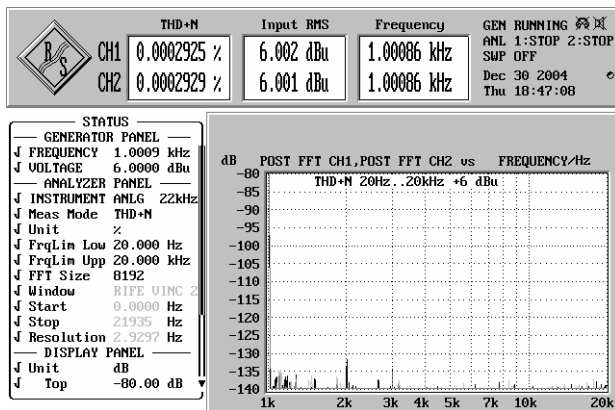 THD+N Input RMS Frequency
R S
CH1 0.0002925 % 6.002 dBu 1.00086 kHz
CH2 0.0002929 % 6.001 dBu 1.00086 kHz
GEN RUNNING
ANL 1:STOP 2:STOP
SWP OFF
Dec 30 2004
Thu 18:47:08
STATUS
GENERATOR PANEL
FREQUENCY 1.0009 kHz
VOLTAGE 6.0000 dBu
ANALYZER PANEL
INSTRUMENT ANLG 22kHz
Meas Mode THD+N
Unit %
FrqLim Low 20.000 Hz
FrqLim Upp 20.000 kHz
FFT Size 8192
Window RIFE VINC 2
Start 0.0000 Hz
Stop 21935 Hz
Resolution 2.9297 Hz
DISPLAY PANEL
Unit dB
Top -80.00 dB
dB POST FFT CH1,POST FFT CH2 vs FREQUENCY/Hz
THD+N 20Hz..20kHz +6 dBu
-80
-85
-90
-95
-100
-105
-110
-115
-120
-125
-130
-135
-140
1k 2k 3k 4k 5k 7k 10k 20k